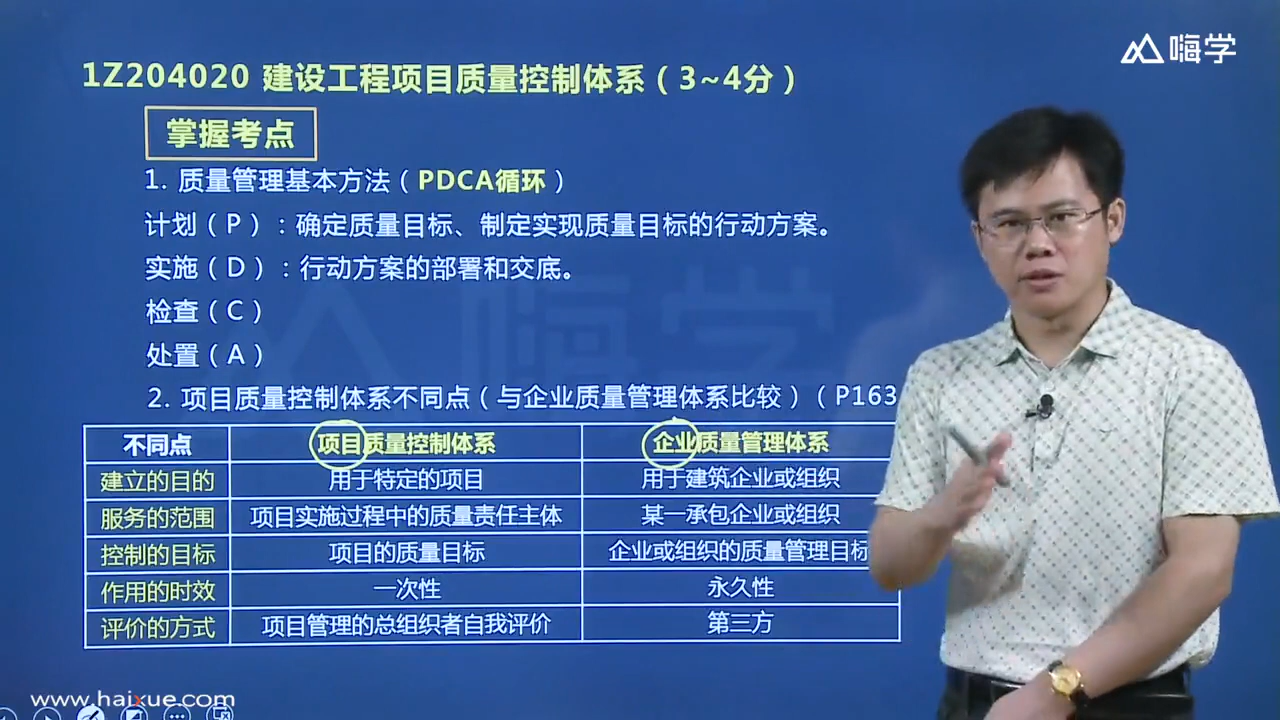 嗨学
1Z204020 建设工程项目质量控制体系（3~4分）
掌握考点
1. 质量管理基本方法（PDCA循环）
计划（P）：确定质量目标、制定实现质量目标的行动方案。
实施（D）：行动方案的部署和交底。
检查（C）
处置（A）
2. 项目质量控制体系不同点（与企业质量管理体系比较）（P163
不同点 项目质量控制体系 企业质量管理体系
建立的目的 用于特定的项目 用于建筑企业或组织
服务的范围 项目实施过程中的质量责任主体 某一承包企业或组织
控制的目标 项目的质量目标 企业或组织的质量管理目标
作用的时效 一次性 永久性
评价的方式 项目管理的总组织者自我评价 第三方
嗨学
www.haixue.com